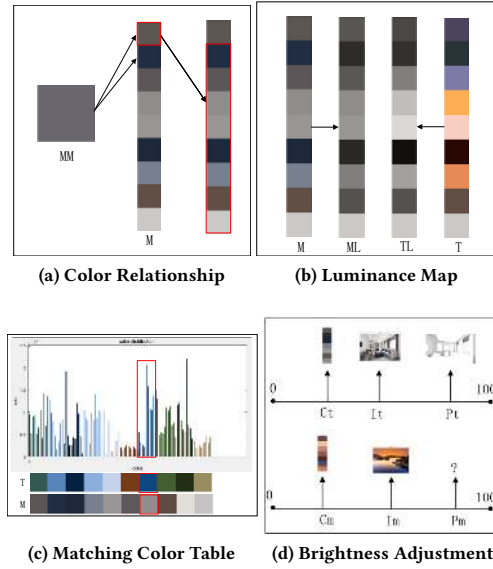 MM
M
(a) Color Relationship
M ML TL T
(b) Luminance Map
T
M
(c) Matching Color Table
0 100
Ct It Pt
?
0 100
Cm Im Pm
(d) Brightness Adjustment